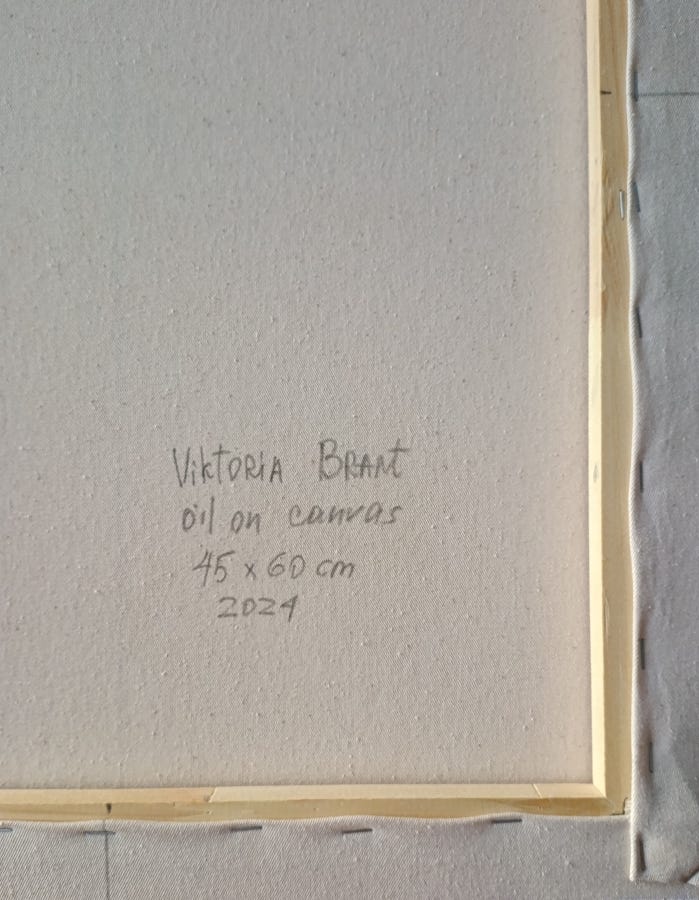 Viktoria Brant
oil on canvas
45 x 60 cm
2024